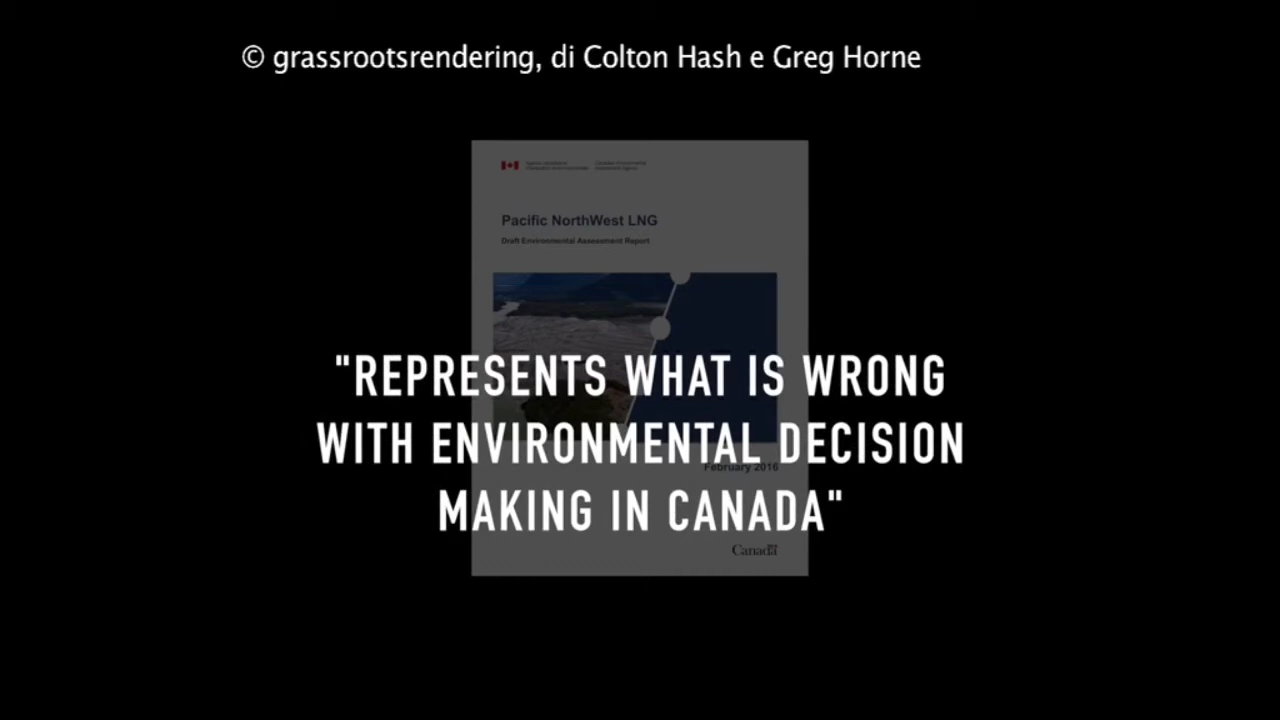 © grassrootsrendering, di Colton Hash e Greg Horne
Pacific NorthWest LNG
Draft Environmental Assessment Report
"REPRESENTS WHAT IS WRONG
WITH ENVIRONMENTAL DECISION
February 2016
MAKING IN CANADA"
Canada